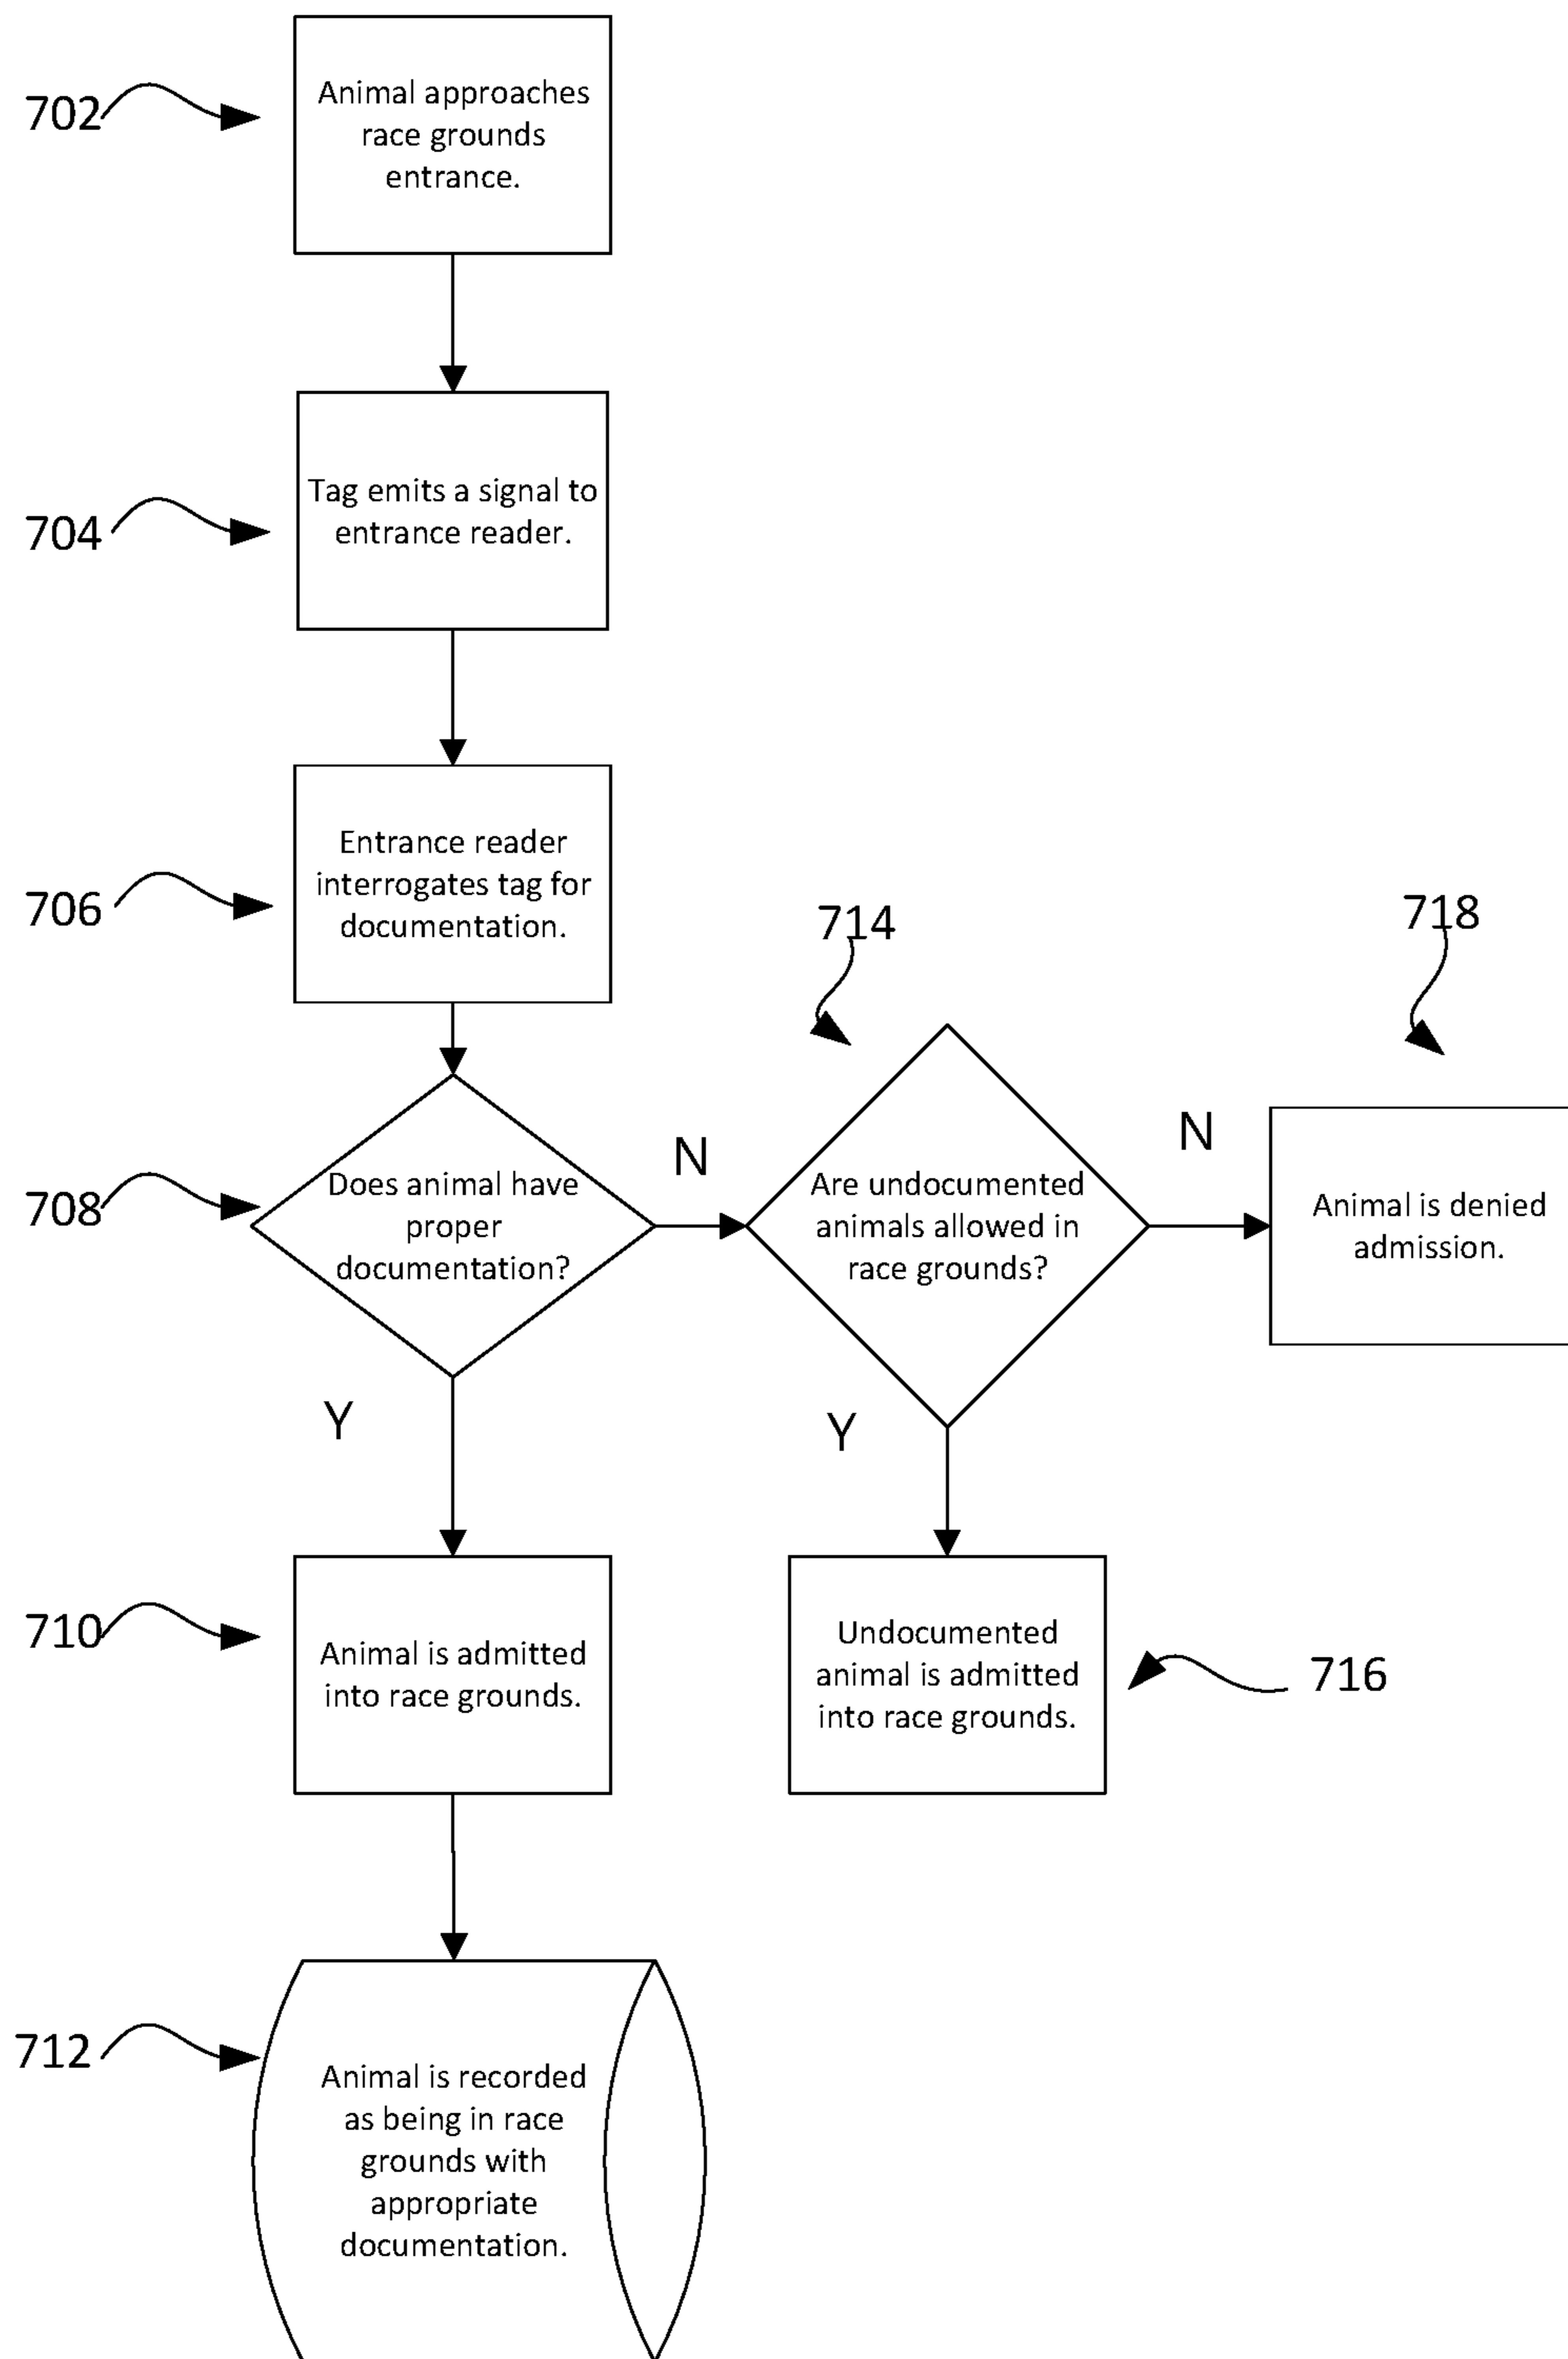 702
Animal approaches
race grounds
entrance.
704
Tag emits a signal to
entrance reader.
706
Entrance reader
interrogates tag for
documentation.
714
718
708
Does animal have
proper
documentation?
N
Are undocumented
animals allowed in
race grounds?
N
Animal is denied
admission.
Y
Y
710
Animal is admitted
into race grounds.
Undocumented
animal is admitted
into race grounds.
716
712
Animal is recorded
as being in race
grounds with
appropriate
documentation.